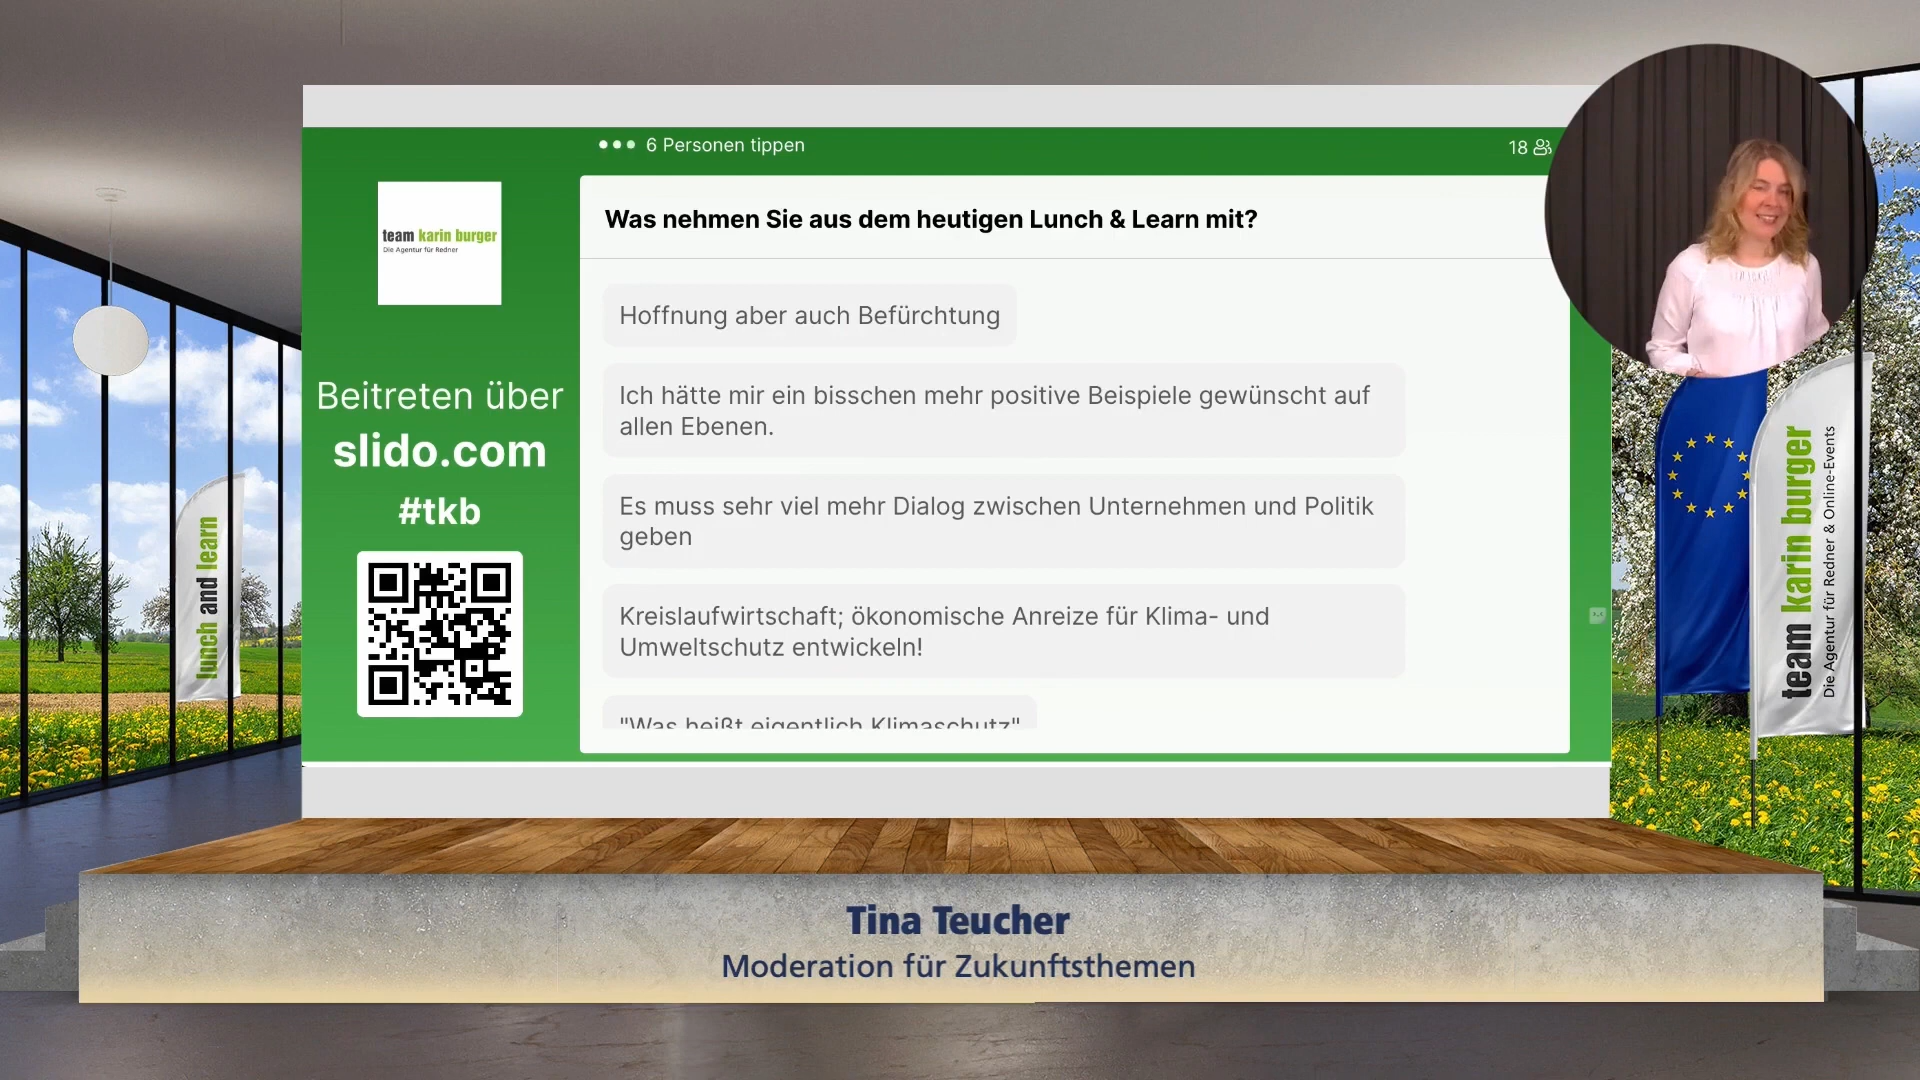 6 Personen tippen
18
team karin burger
Die Agentur für Redner
Was nehmen Sie aus dem heutigen Lunch & Learn mit?
Hoffnung aber auch Befürchtung
Ich hätte mir ein bisschen mehr positive Beispiele gewünscht auf
allen Ebenen.
Es muss sehr viel mehr Dialog zwischen Unternehmen und Politik
geben
Kreislaufwirtschaft; ökonomische Anreize für Klima- und
Umweltschutz entwickeln!
"Was heißt eigentlich Klimaschutz"
Beitreten über
slido.com
#tkb
lunch and learn
team karin burger
Die Agentur für Redner & Online-Events
Tina Teucher
Moderation für Zukunftsthemen